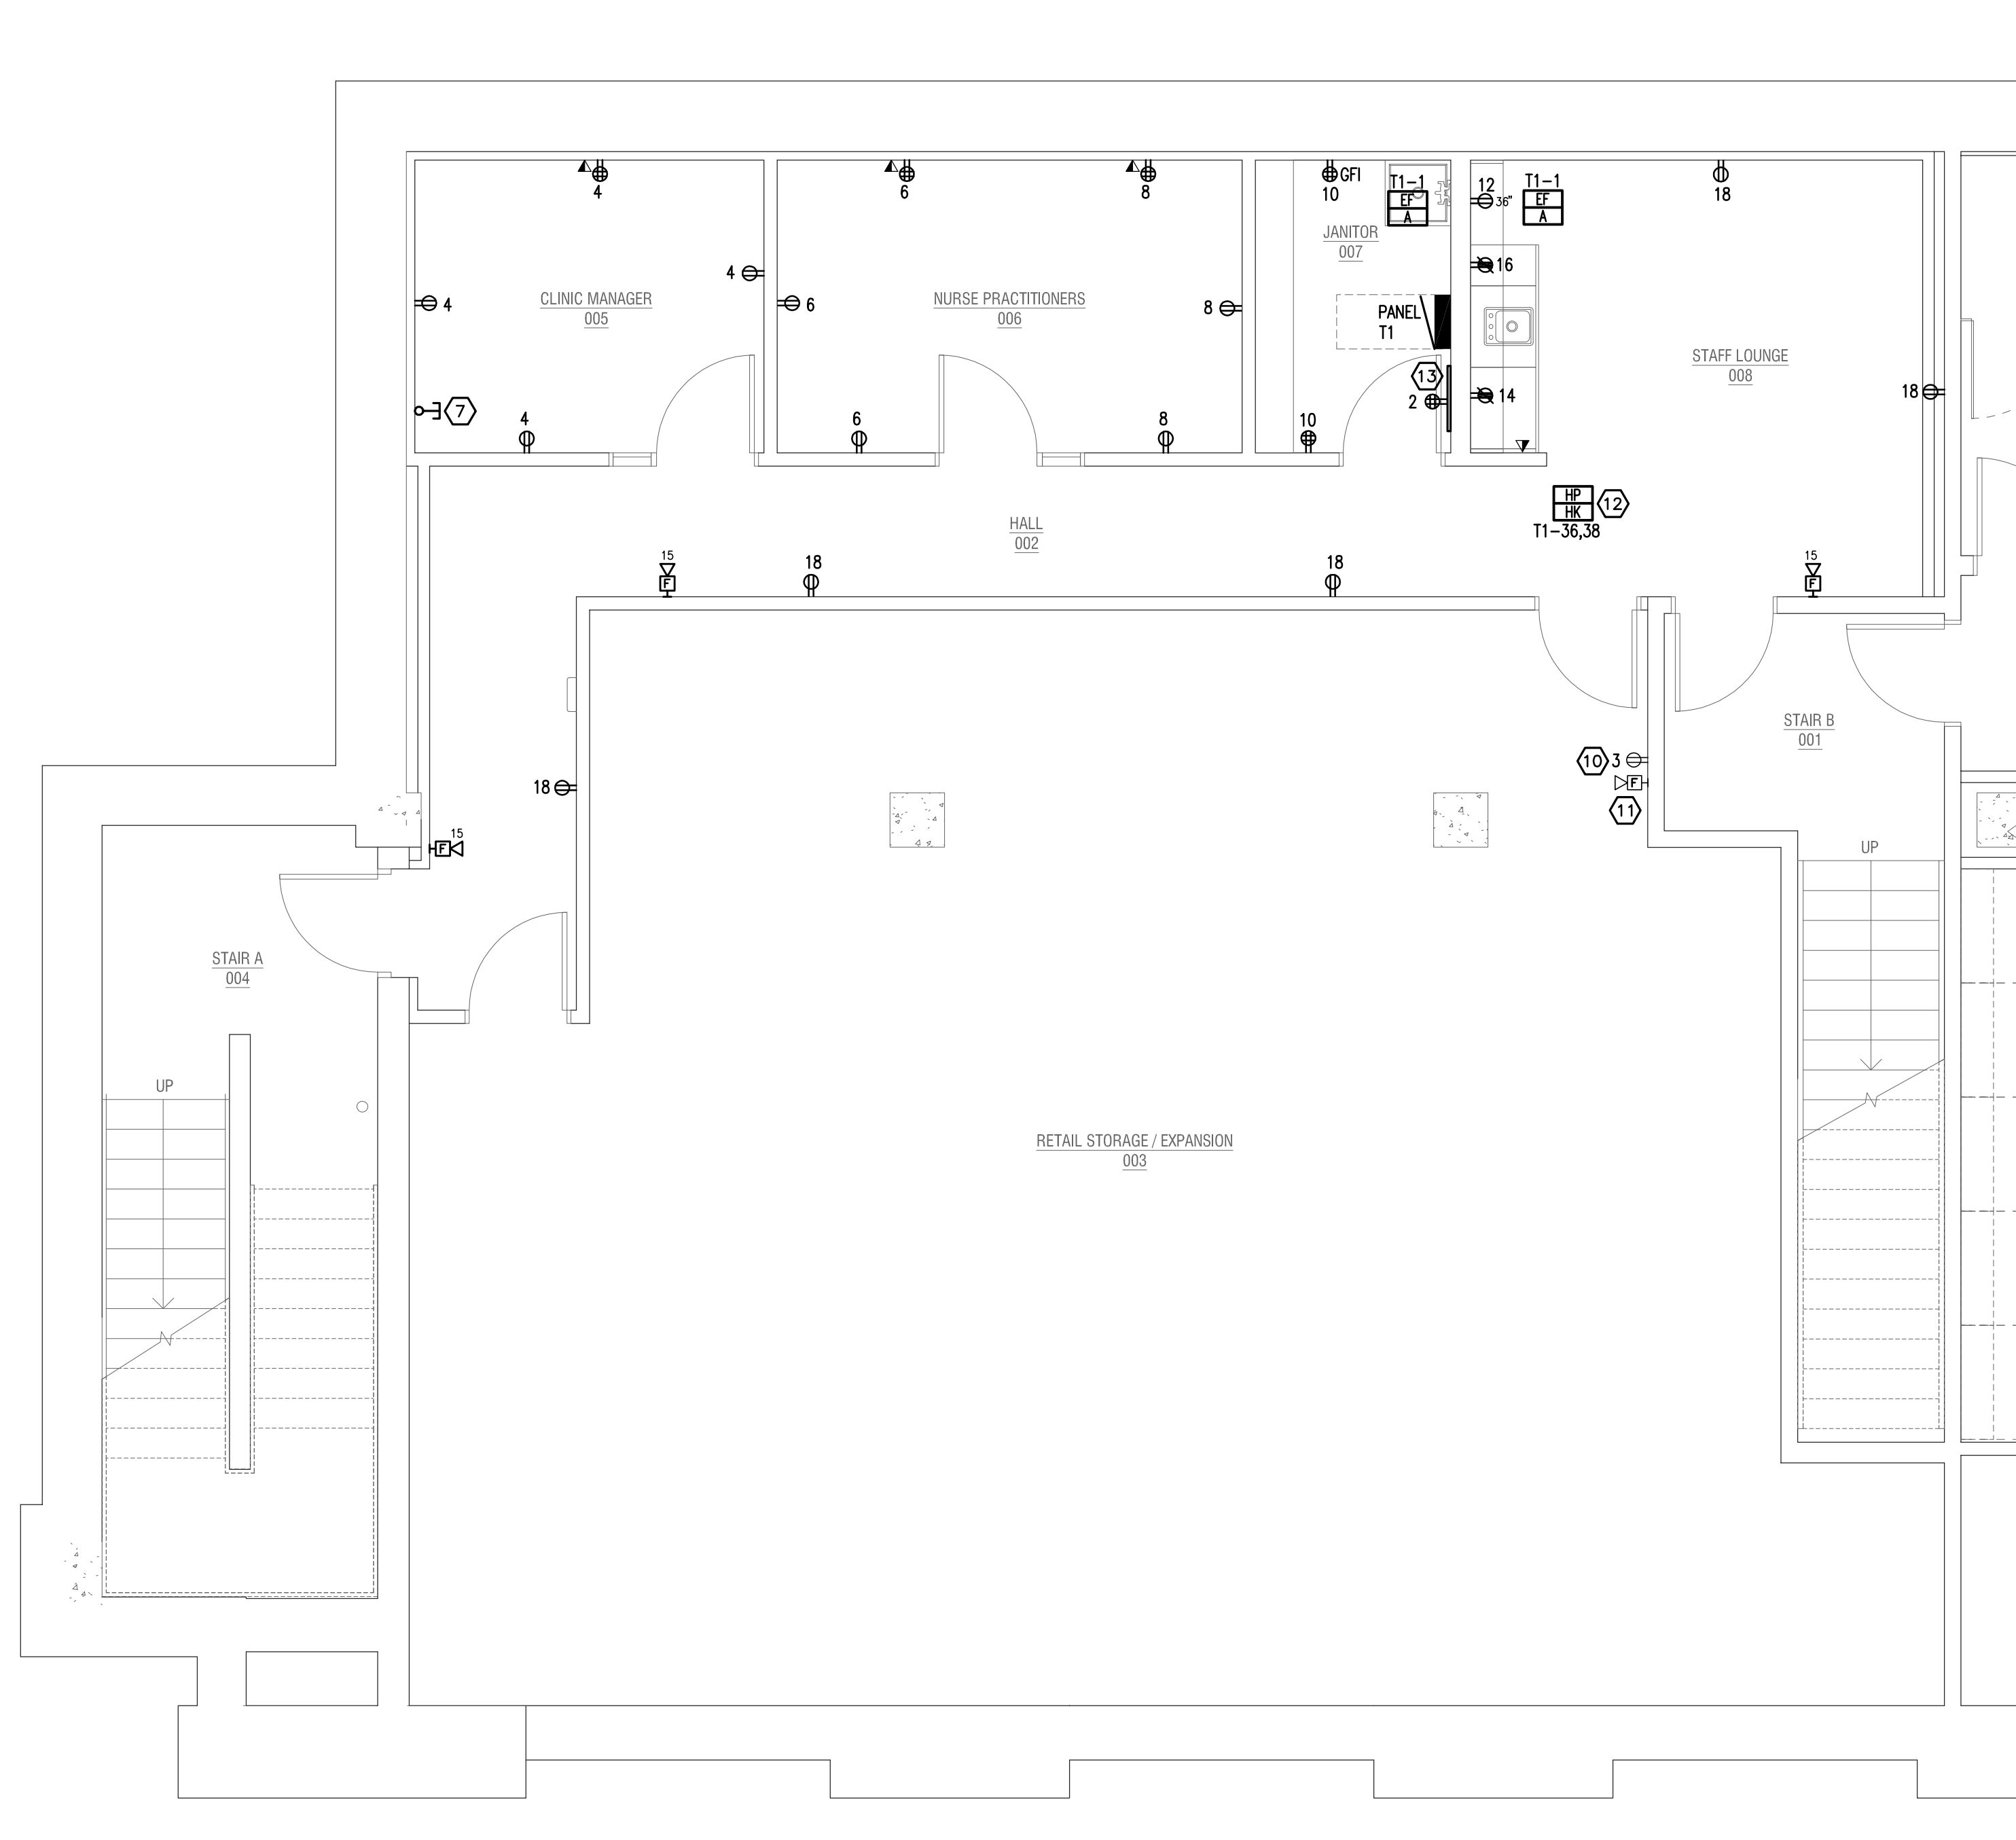 4
6
8
GFI
10
T1-1
EF
A
12
36"
T1-1
EF
A
18
JANITOR
007
16
4
4
CLINIC MANAGER
005
6
NURSE PRACTITIONERS
006
8
PANEL
T1
STAFF LOUNGE
008
13
2
14
18
7
4
6
8
10
HP
HK
12
T1-36,38
HALL
002
15
F
18
18
15
F
STAIR B
001
10
3
F
11
18
15
F
UP
STAIR A
004
UP
RETAIL STORAGE / EXPANSION
003